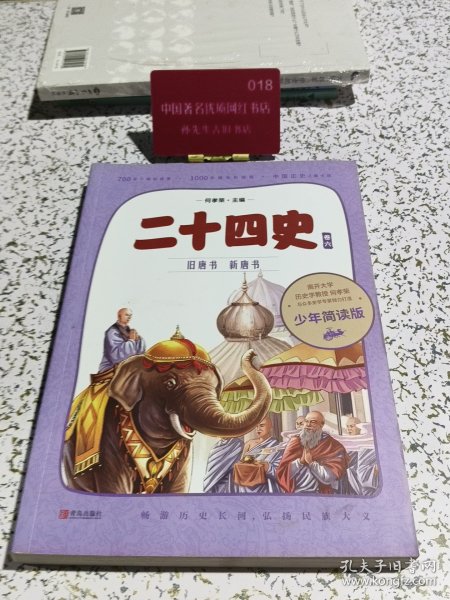 018
中国著名优质网红书店
孙先生古旧书店
何孝荣·主编
二十四史
卷六
旧唐书 新唐书
南开大学
历史学教授 何孝荣
少年简读版
畅游历史长河,弘扬民族大义
青岛出版社
孔夫子旧书网
kongfz.com